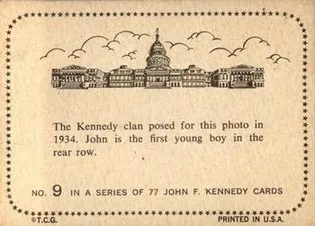 The Kennedy clan posed for this photo in
1934. John is the first young boy in the
rear row.
NO. 9 IN A SERIES OF 77 JOHN F. KENNEDY CARDS
©T.C.G. PRINTED IN U.S.A.